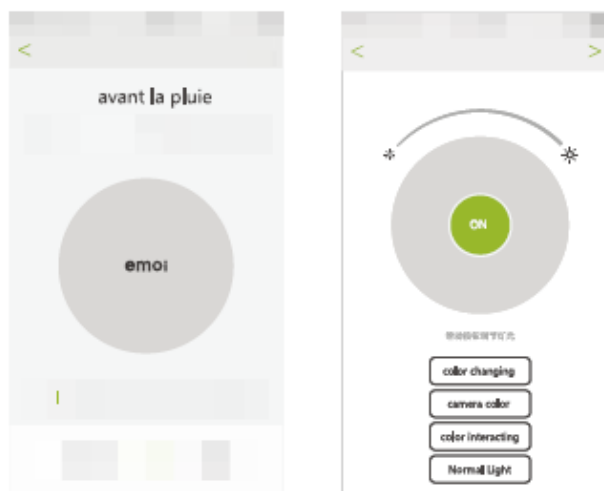 <
avant la pluie
emoi
<
>
ON
color changing
camera color
color interacting
Normal Light